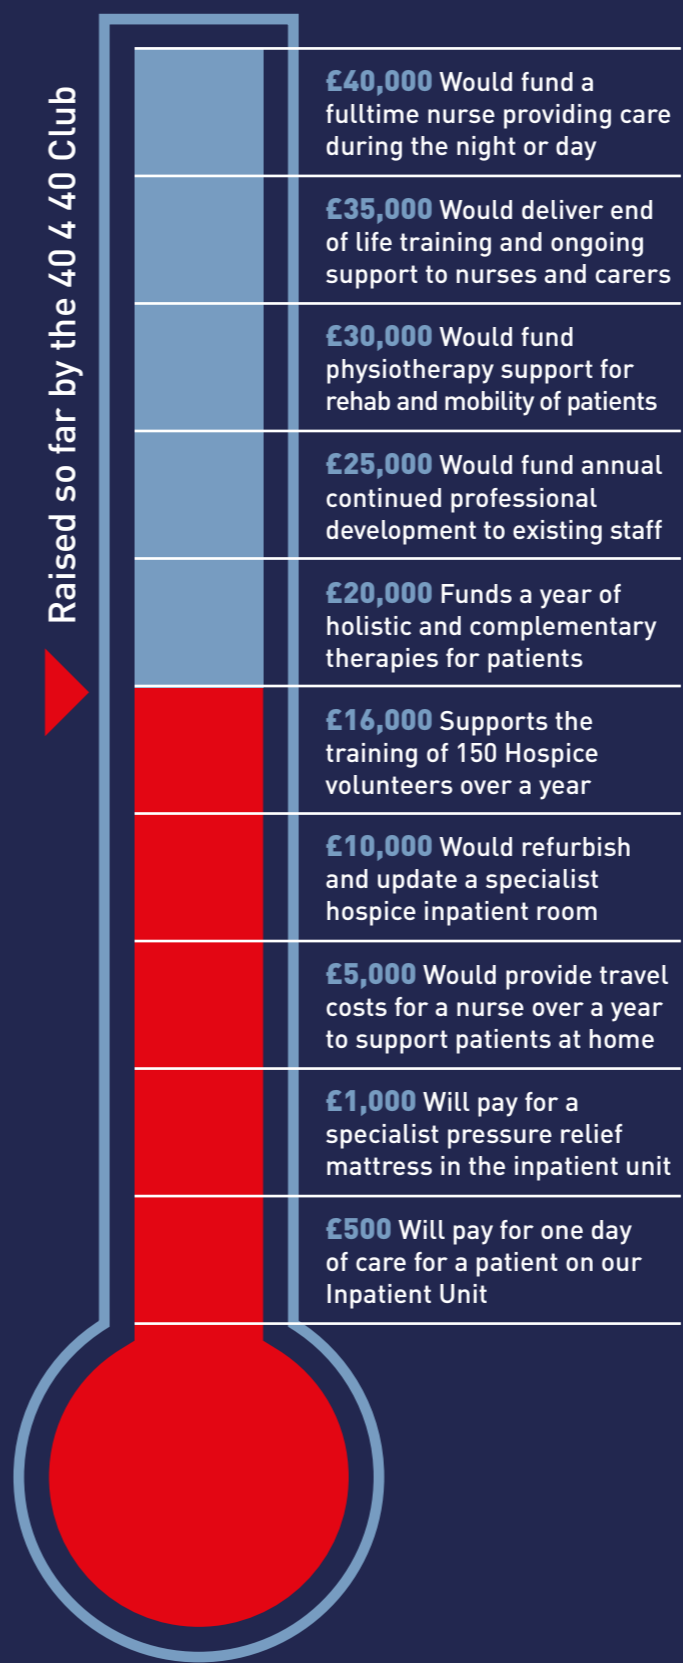 Raised so far by the 40 4 40 Club
£40,000 Would fund a
fulltime nurse providing care
during the night or day
£35,000 Would deliver end
of life training and ongoing
support to nurses and carers
£30,000 Would fund
physiotherapy support for
rehab and mobility of patients
£25,000 Would fund annual
continued professional
development to existing staff
£20,000 Funds a year of
holistic and complementary
therapies for patients
£16,000 Supports the
training of 150 Hospice
volunteers over a year
£10,000 Would refurbish
and update a specialist
hospice inpatient room
£5,000 Would provide travel
costs for a nurse over a year
to support patients at home
£1,000 Will pay for a
specialist pressure relief
mattress in the inpatient unit
£500 Will pay for one day
of care for a patient on our
Inpatient Unit